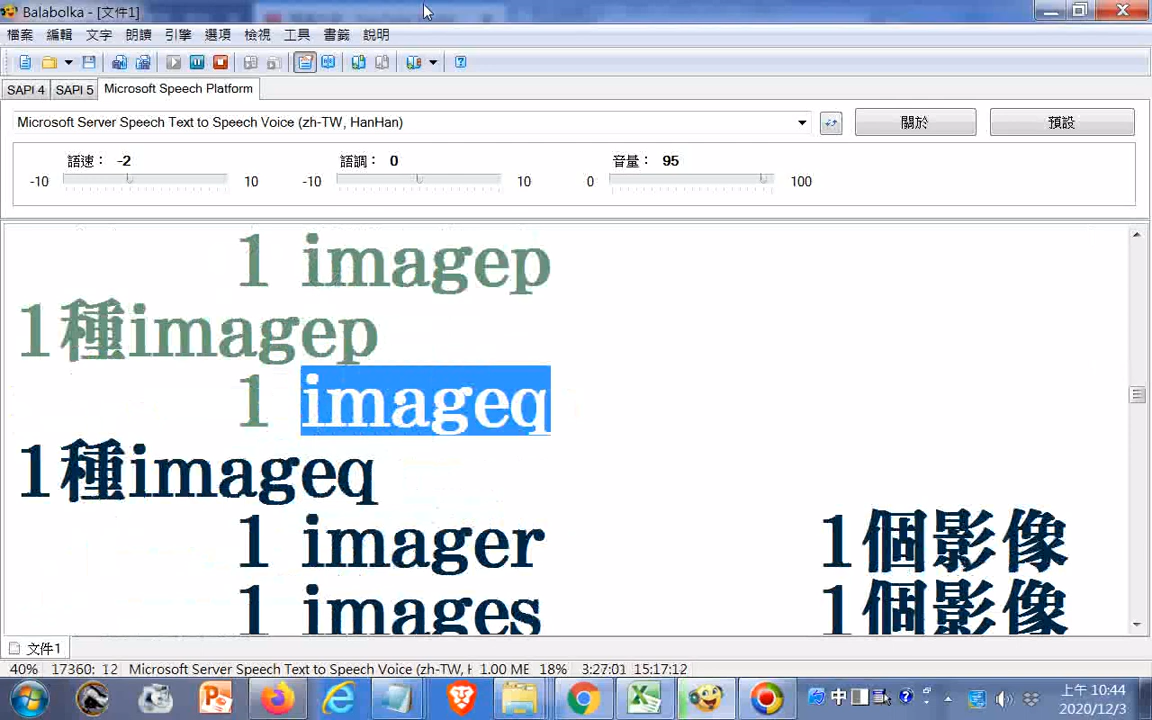 Balabolka - [文件1]
檔案 編輯 文字 朗讀 引擎 選項 檢視 工具 書籤 說明
SAPI 4 SAPI 5 Microsoft Speech Platform
Microsoft Server Speech Text to Speech Voice (zh-TW, HanHan) 關於 預設
語速： -2 語調： 0 音量： 95
-10 10 -10 10 0 100
1 imagep
1種imagep
1 imageq
1種imageq
1 imager 1個影像
1 images 1個影像
文件1
40% 17360: 12 Microsoft Server Speech Text to Speech Voice (zh-TW, 1.00 ME 18% 3:27:01 15:17:12
中 上午 10:44
2020/12/3